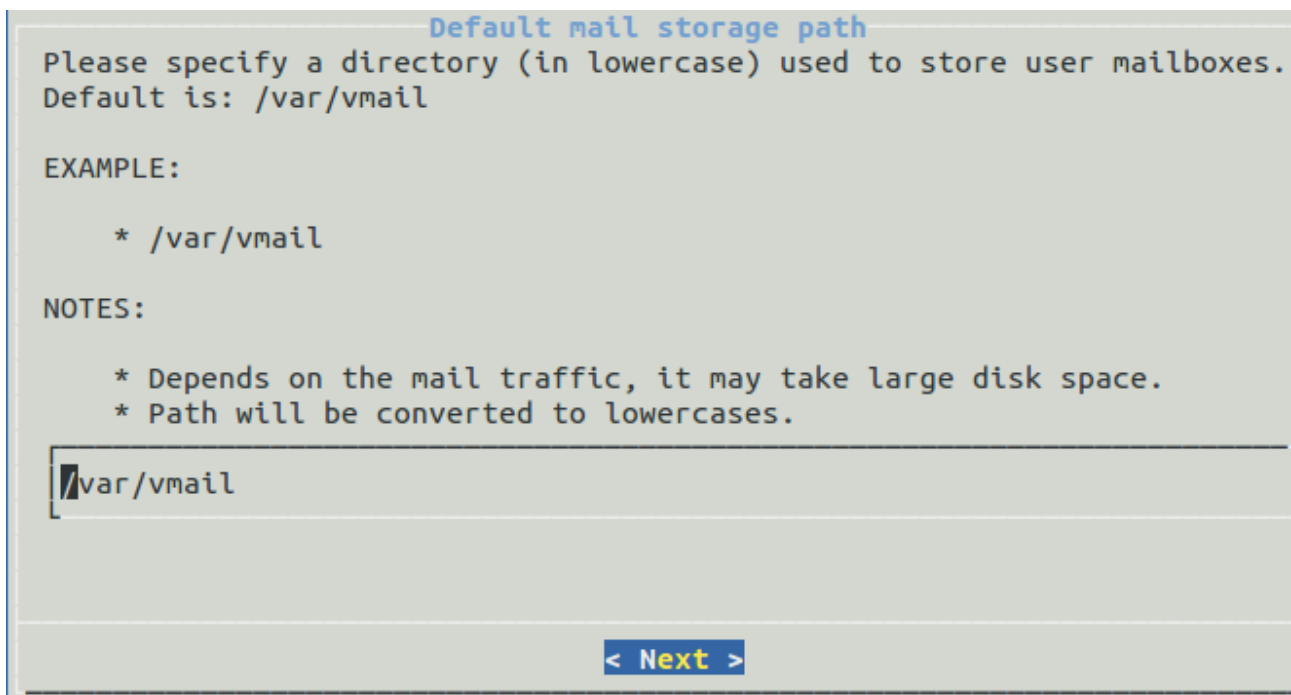 Default mail storage path
Please specify a directory (in lowercase) used to store user mailboxes.
Default is: /var/vmail
EXAMPLE:
* /var/vmail
NOTES:
* Depends on the mail traffic, it may take large disk space.
* Path will be converted to lowercases.
/var/vmail
< Next >